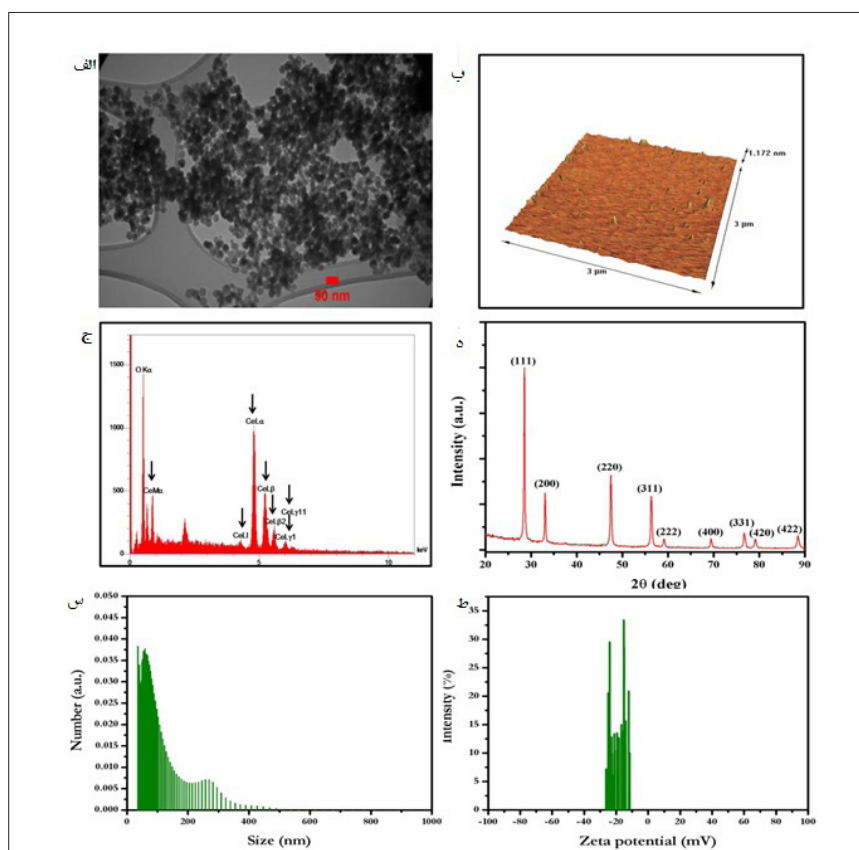 الف
ب
50 nm
1.172 nm
3 µm
3 µm
ج
1500
1000
500
0
O Kα
CeMα
CeLl
CeLα
CeLβ
CeLβ2
CeLγ11
CeLγ1
5
10
keV
Intensity (a.u.)
(111)
(200)
(220)
(311)
(222)
(400)
(331)
(420)
(422)
20 30 40 50 60 70 80 90
2θ (deg)
0.050
0.045
0.040
0.035
0.030
0.025
0.020
0.015
0.010
0.005
0.000
Number (a.u.)
0 200 400 600 800 1000
Size (nm)
ط
35
30
25
20
15
10
5
0
Intensity (%)
-100 -80 -60 -40 -20 0 20 40 60 80 100
Zeta potential (mV)